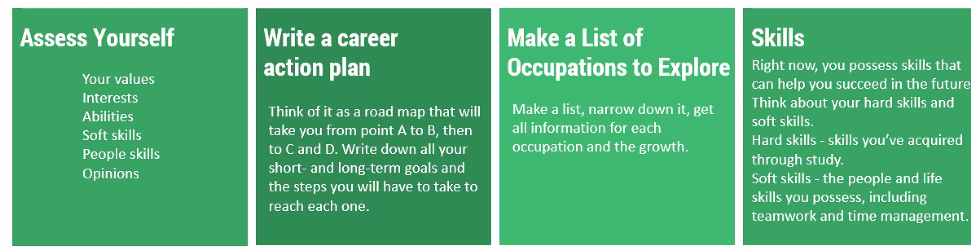 Assess Yourself
Your values
Interests
Abilities
Soft skills
People skills
Opinions
Write a career
action plan
Think of it as a road map that will
take you from point A to B, then
to C and D. Write down all your
short- and long-term goals and
the steps you will have to take to
reach each one.
Make a List of
Occupations to Explore
Make a list, narrow down it, get
all information for each
occupation and the growth.
Skills
Right now, you possess skills that
can help you succeed in the future
Think about your hard skills and
soft skills.
Hard skills - skills you've acquired
through study.
Soft skills - the people and life
skills you possess, including
teamwork and time management.